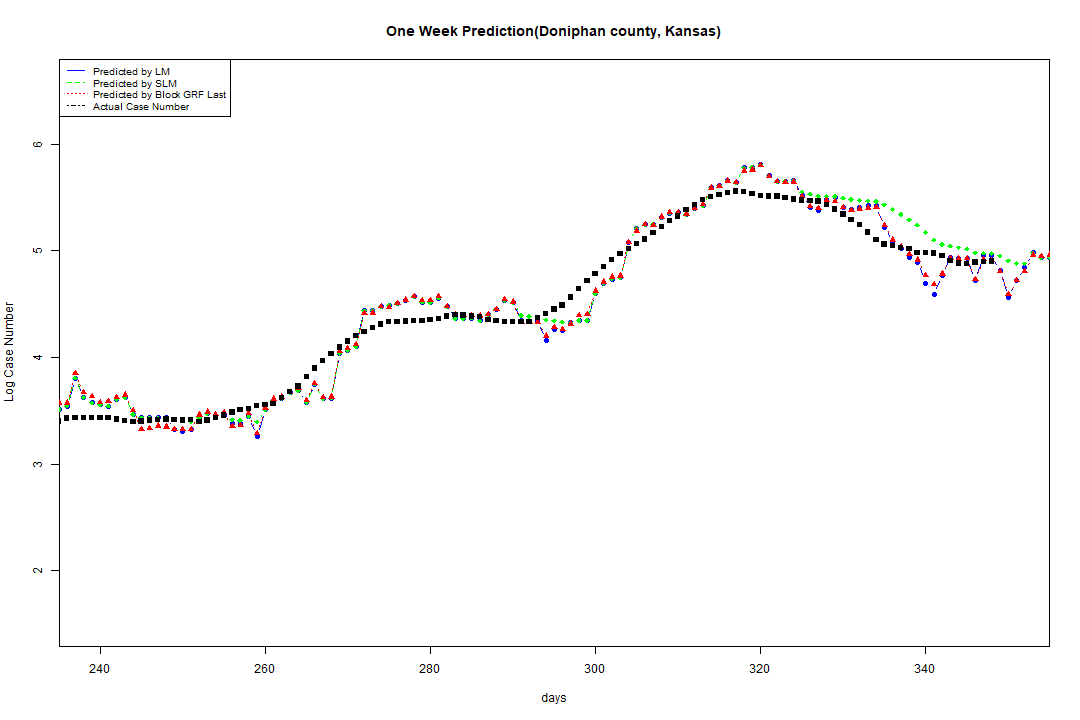 One Week Prediction(Doniphan county, Kansas)
Predicted by LM
Predicted by SLM
Predicted by Block GRF Last
Actual Case Number
Log Case Number
6
5
4
3
2
240 260 280 300 320 340
days